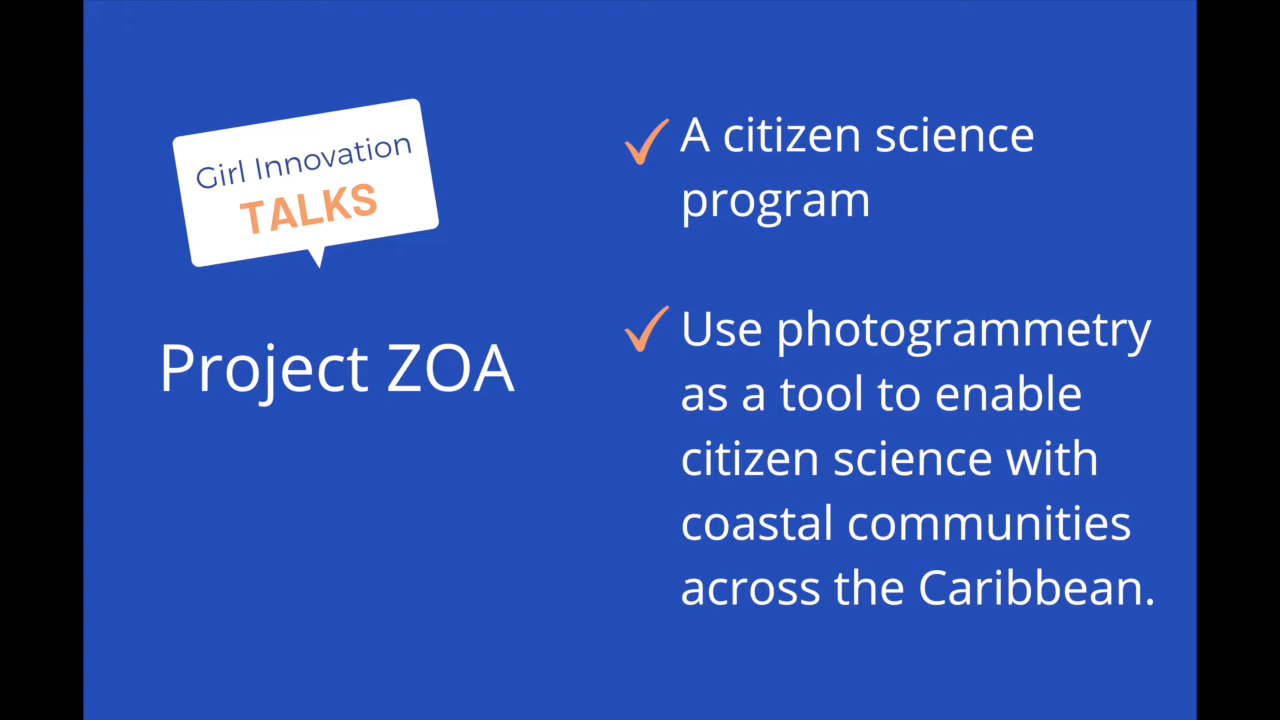 Girl Innovation
TALKS
Project ZOA
A citizen science
program
Use photogrammetry
as a tool to enable
citizen science with
coastal communities
across the Caribbean.